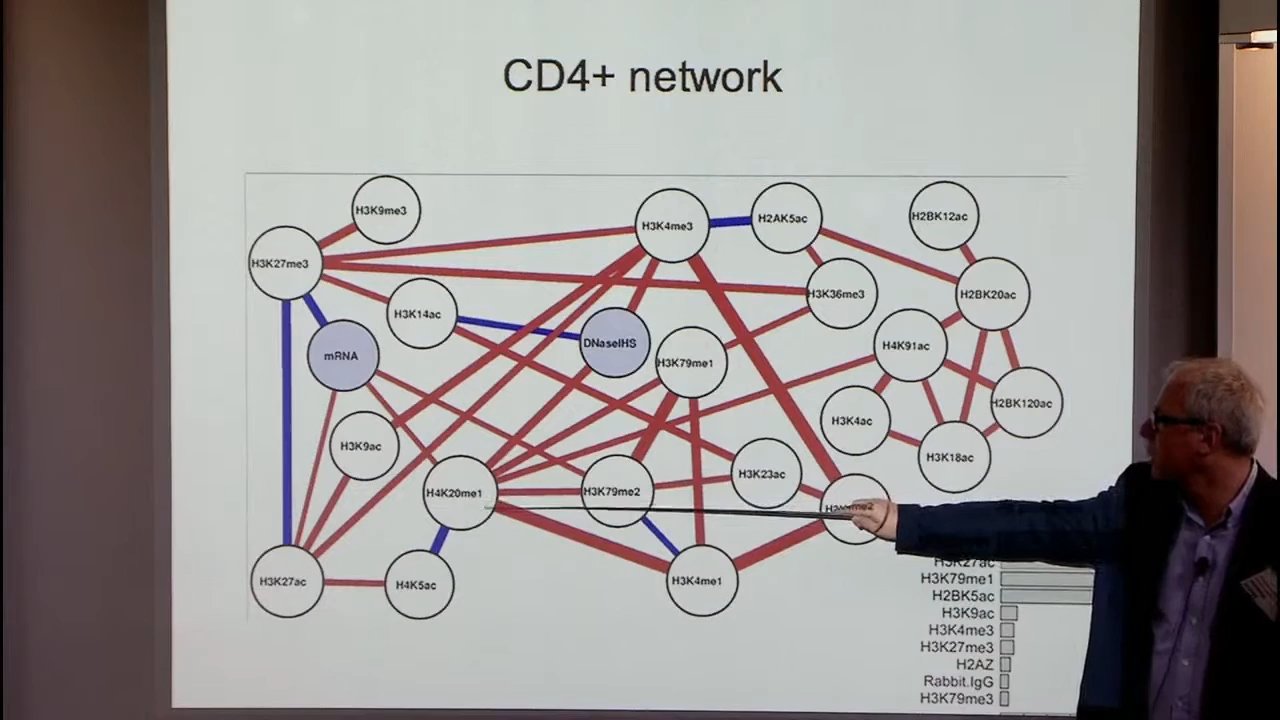 CD4+ network
H3K9me3
H3K4me3
H2AK5ac
H2BK12ac
H3K27me3
H3K36me3
H2BK20ac
H3K14ac
mRNA
DNaseIHS
H3K79me1
H4K91ac
H2BK120ac
H3K4ac
H3K9ac
H3K18ac
H4K20me1
H3K79me2
H3K23ac
H3K27ac
H4K5ac
H3K4me1
H3K27ac
H3K79me1
H2BK5ac
H3K9ac
H3K4me3
H3K27me3
H2AZ
Rabbit.IgG
H3K79me3